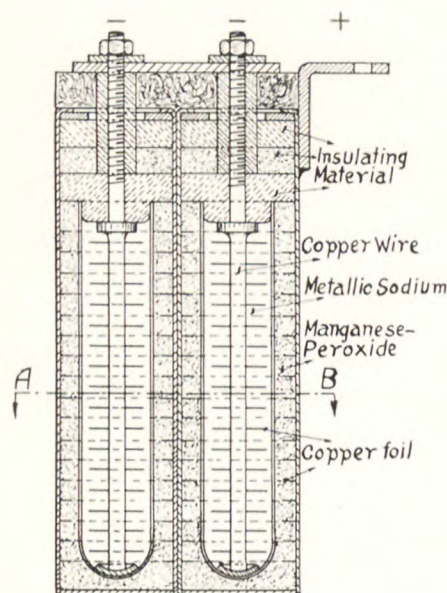 − − +
Insulating
Material
Copper Wire
Metallic Sodium
Manganese-
Peroxide
A B
Copper foil